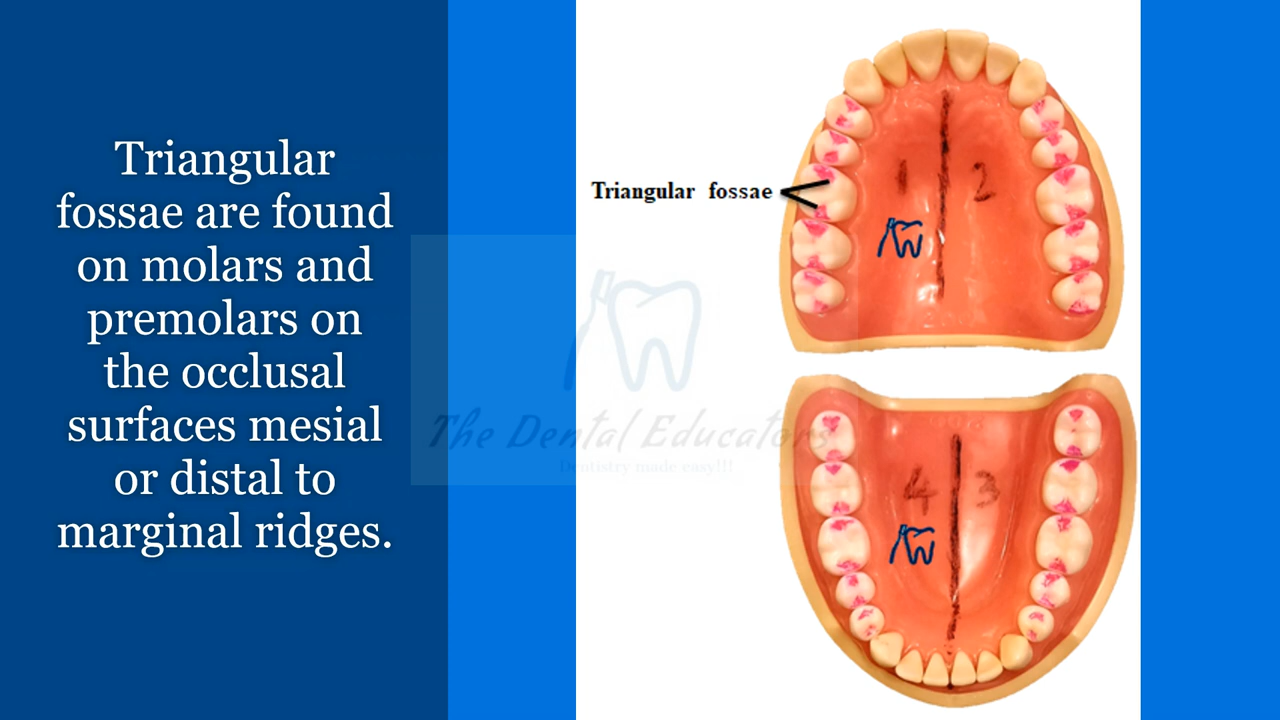 Triangular
fossae are found
on molars and
premolars on
the occlusal
surfaces mesial
or distal to
marginal ridges.
Triangular fossae
1 2
The Dental Educators
Dentistry made easy!!!
4 3